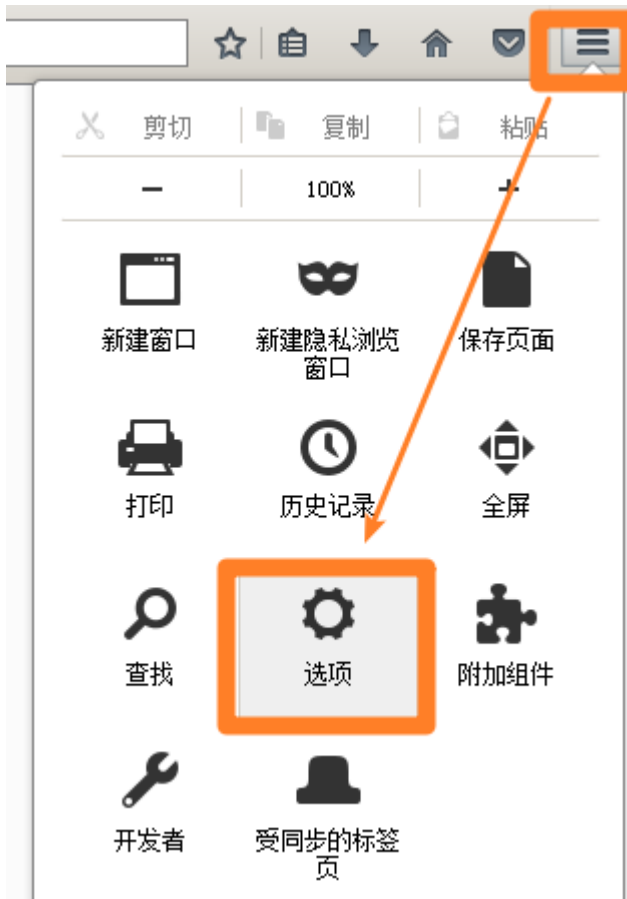 剪切 复制 粘贴
− 100% +
新建窗口 新建隐私浏览 保存页面
窗口
打印 历史记录 全屏
查找 选项 附加组件
开发者 受同步的标签
页